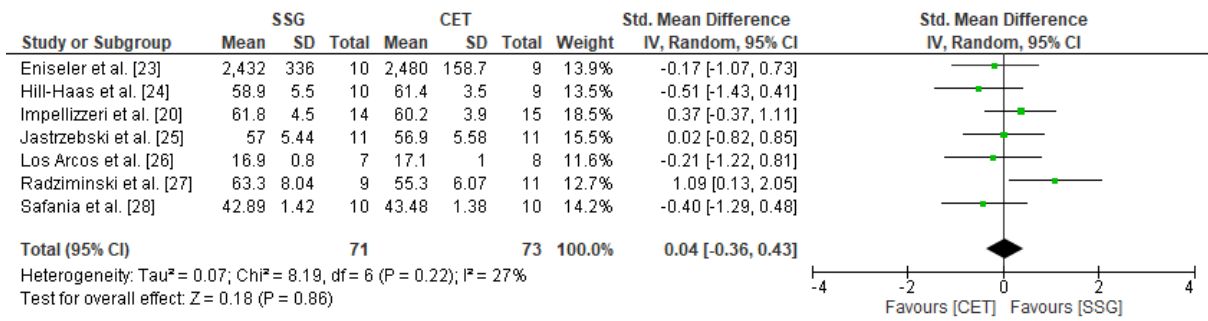 SSG CET Std. Mean Difference Std. Mean Difference
Study or Subgroup Mean SD Total Mean SD Total Weight IV, Random, 95% CI IV, Random, 95% CI
Eniseler et al. [23] 2,432 336 10 2,480 158.7 9 13.9% -0.17 [-1.07, 0.73]
Hill-Haas et al. [24] 58.9 5.5 10 61.4 3.5 9 13.5% -0.51 [-1.43, 0.41]
Impellizzeri et al. [20] 61.8 4.5 14 60.2 3.9 15 18.5% 0.37 [-0.37, 1.11]
Jastrzebski et al. [25] 57 5.44 11 56.9 5.58 11 15.5% 0.02 [-0.82, 0.85]
Los Arcos et al. [26] 16.9 0.8 7 17.1 1 8 11.6% -0.21 [-1.22, 0.81]
Radziminski et al. [27] 63.3 8.04 9 55.3 6.07 11 12.7% 1.09 [0.13, 2.05]
Safania et al. [28] 42.89 1.42 10 43.48 1.38 10 14.2% -0.40 [-1.29, 0.48]
Total (95% CI) 71 73 100.0% 0.04 [-0.36, 0.43]
Heterogeneity: Tau² = 0.07; Chi² = 8.19, df = 6 (P = 0.22); I² = 27%
Test for overall effect: Z = 0.18 (P = 0.86)
-4 -2 0 2 4
Favours [CET] Favours [SSG]